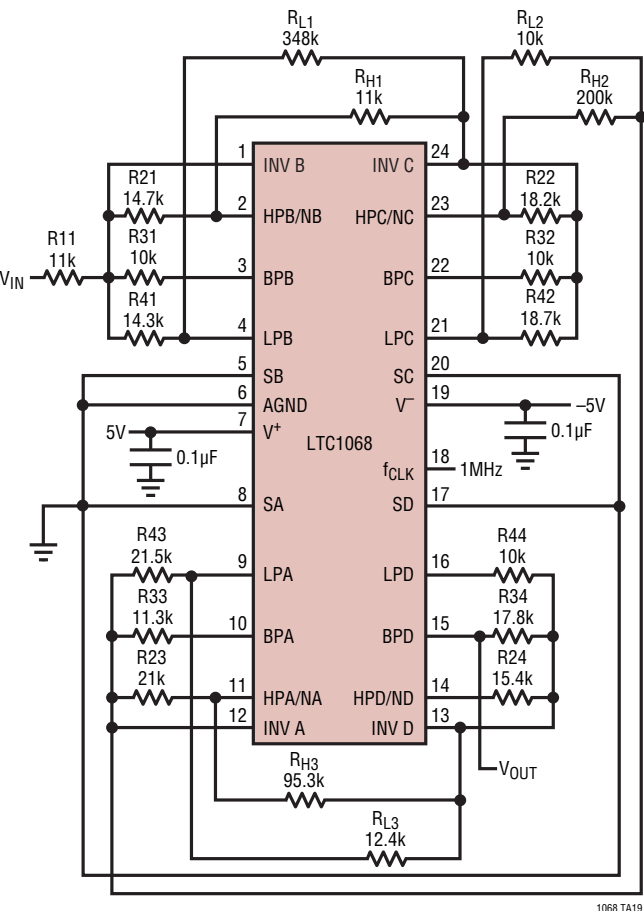 RL1
348k
RL2
10k
RH1
11k
RH2
200k
1
INV B
INV C
24
R21
14.7k
2
HPB/NB
HPC/NC
23
R22
18.2k
R11
11k
VIN
R31
10k
3
BPB
BPC
22
R32
10k
R41
14.3k
4
LPB
LPC
21
R42
18.7k
5
SB
SC
20
6
AGND
V–
19
–5V
5V
7
V+
0.1µF
0.1µF
LTC1068
fCLK
18
1MHz
8
SA
SD
17
R43
21.5k
9
LPA
LPD
16
R44
10k
R33
11.3k
10
BPA
BPD
15
R34
17.8k
R23
21k
11
HPA/NA
HPD/ND
14
R24
15.4k
12
INV A
INV D
13
VOUT
RH3
95.3k
RL3
12.4k
1068 TA19